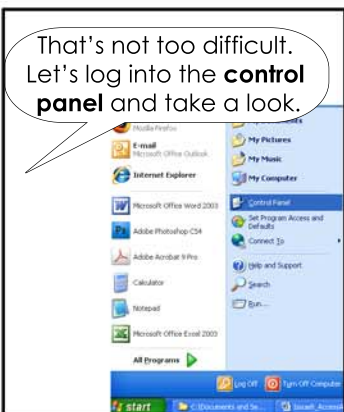 That's not too difficult.
Let's log into the control
panel and take a look.
Mozilla Firefox
E-mail
Microsoft Office Outlook
Internet Explorer
Microsoft Office Word 2003
Adobe Photoshop CS4
Adobe Acrobat 9 Pro
Calculator
Notepad
Microsoft Office Excel 2003
All Programs
My Pictures
My Music
My Computer
Control Panel
Set Program Access and
Defaults
Connect To
Help and Support
Search
Run...
Log Off
Turn Off Computer
start